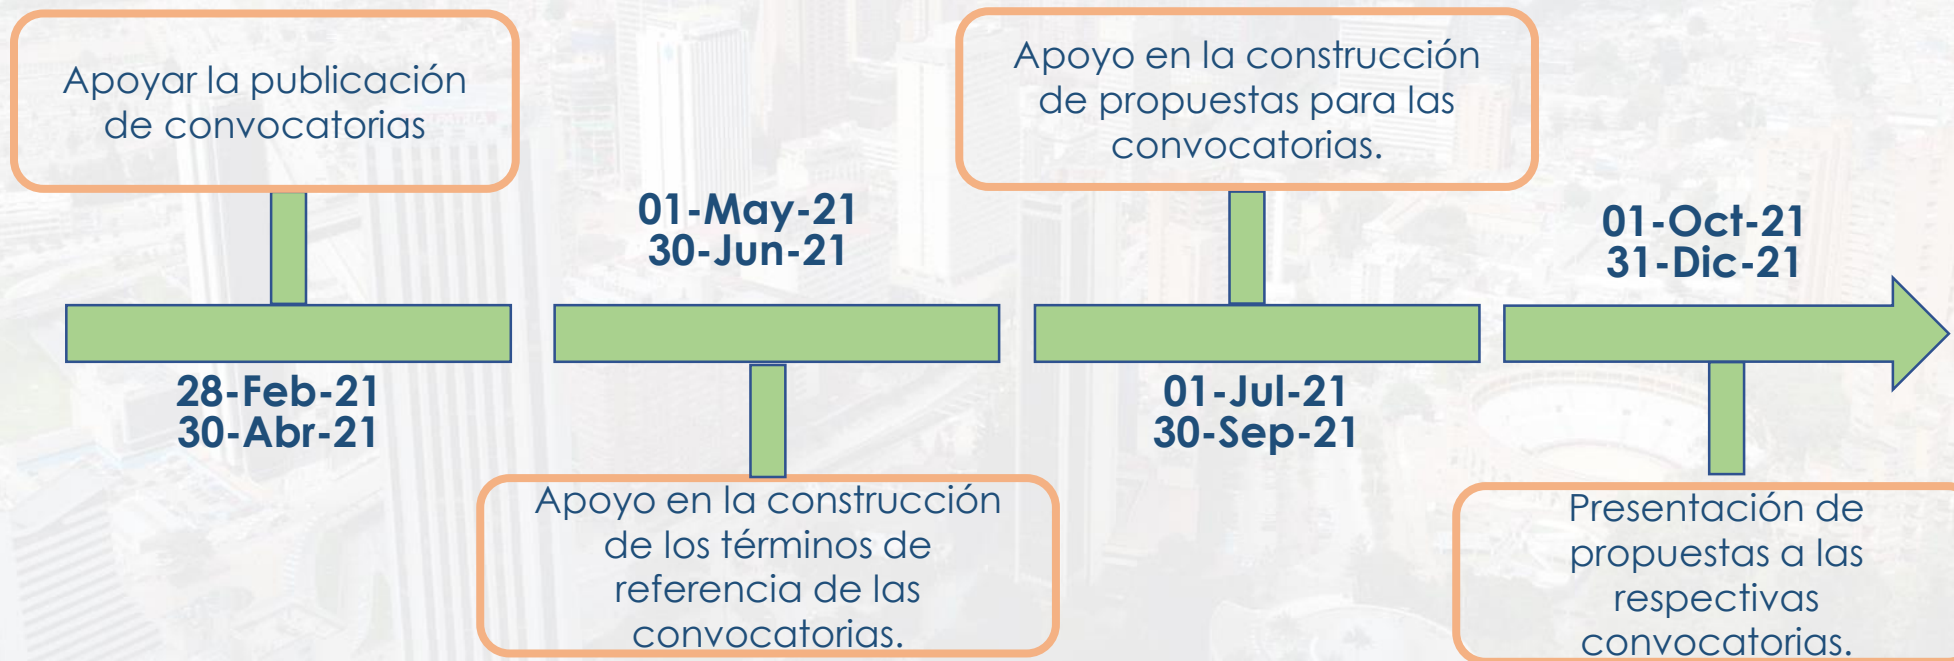 Apoyar la publicación
de convocatorias
28-Feb-21
30-Abr-21
01-May-21
30-Jun-21
Apoyo en la construcción
de los términos de
referencia de las
convocatorias.
Apoyo en la construcción
de propuestas para las
convocatorias.
01-Jul-21
30-Sep-21
01-Oct-21
31-Dic-21
Presentación de
propuestas a las
respectivas
convocatorias.